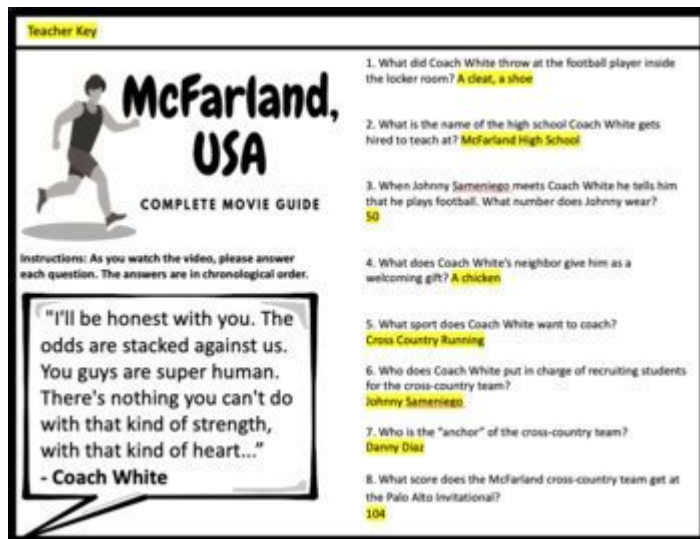 Teacher Key
McFarland,
USA
COMPLETE MOVIE GUIDE
Instructions: As you watch the video, please answer
each question. The answers are in chronological order.
"I'll be honest with you. The
odds are stacked against us.
You guys are super human.
There's nothing you can't do
with that kind of strength,
with that kind of heart..."
- Coach White
1. What did Coach White throw at the football player inside
the locker room? A cleat, a shoe
2. What is the name of the high school Coach White gets
hired to teach at? McFarland High School
3. When Johnny Sameniego meets Coach White he tells him
that he plays football. What number does Johnny wear?
50
4. What does Coach White's neighbor give him as a
welcoming gift? A chicken
5. What sport does Coach White want to coach?
Cross Country Running
6. Who does Coach White put in charge of recruiting students
for the cross-country team?
Johnny Sameniego
7. Who is the "anchor" of the cross-country team?
Danny Diaz
8. What score does the McFarland cross-country team get at
the Palo Alto Invitational?
104